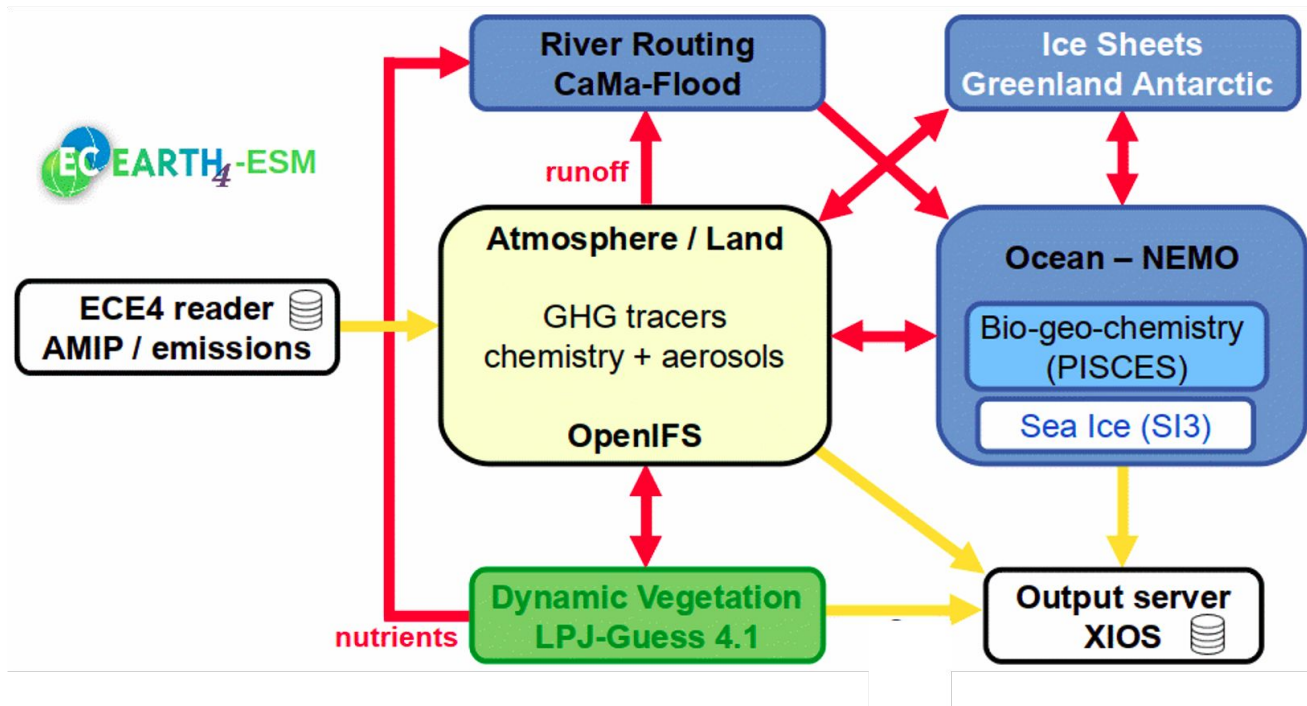 River Routing
CaMa-Flood
Ice Sheets
Greenland Antarctic
EC EARTH4-ESM
runoff
Atmosphere / Land
GHG tracers
chemistry + aerosols
OpenIFS
Ocean – NEMO
Bio-geo-chemistry
(PISCES)
Sea Ice (SI3)
ECE4 reader
AMIP / emissions
nutrients
Dynamic Vegetation
LPJ-Guess 4.1
Output server
XIOS